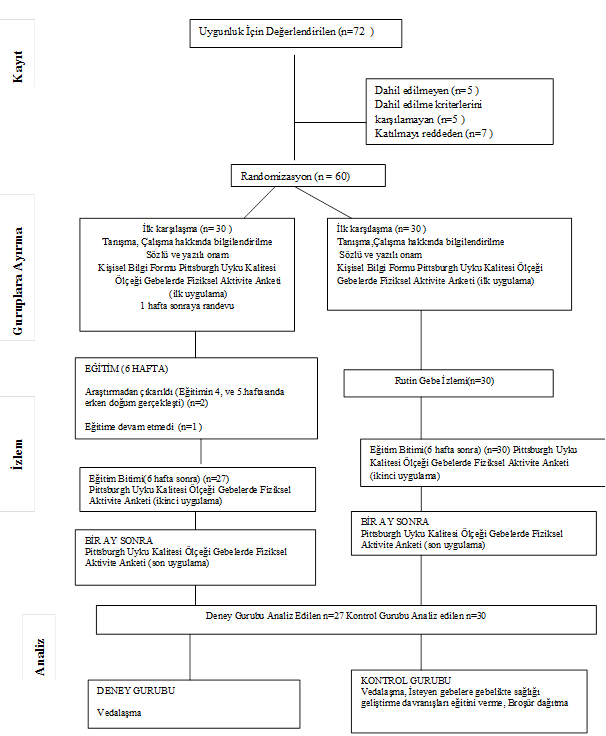 Kayıt
Uygunluk İçin Değerlendirilen (n=72 )
Dahil edilmeyen (n=5 )
Dahil edilme kriterlerini
karşılamayan (n=5 )
Katılmayı reddeden (n=7 )
Randomizasyon (n = 60)
Guruplara Ayırma
İlk karşılaşma (n= 30 )
Tanışma, Çalışma hakkında bilgilendirilme
Sözlü ve yazılı onam
Kişisel Bilgi Formu Pittsburgh Uyku Kalitesi
Ölçeği Gebelerde Fiziksel Aktivite Anketi
(ilk uygulama)
1 hafta sonraya randevu
İlk karşılaşma (n= 30 )
Tanışma,Çalışma hakkında bilgilendirilme
Sözlü ve yazılı onam
Kişisel Bilgi Formu Pittsburgh Uyku Kalitesi Ölçeği
Gebelerde Fiziksel Aktivite Anketi (ilk uygulama)
EĞİTİM (6 HAFTA)
Araştırmadan çıkarıldı (Eğitimin 4, ve 5.haftasında
erken doğum gerçekleşti) (n=2)
Eğitime devam etmedi (n=1 )
Rutin Gebe İzlemi(n=30)
İzlem
Eğitim Bitimi(6 hafta sonra) (n=27)
Pittsburgh Uyku Kalitesi Ölçeği Gebelerde Fiziksel
Aktivite Anketi (ikinci uygulama)
Eğitim Bitimi(6 hafta sonra) (n=30) Pittsburgh Uyku
Kalitesi Ölçeği Gebelerde Fiziksel Aktivite Anketi
(ikinci uygulama)
BİR AY SONRA
Pittsburgh Uyku Kalitesi Ölçeği Gebelerde Fiziksel
Aktivite Anketi (son uygulama)
BİR AY SONRA
Pittsburgh Uyku Kalitesi Ölçeği Gebelerde Fiziksel
Aktivite Anketi (son uygulama)
Analiz
Deney Gurubu Analiz Edilen n=27 Kontrol Gurubu Analiz edilen n=30
DENEY GURUBU
Vedalaşma
KONTROL GURUBU
Vedalaşma, İsteyen gebelere gebelikte sağlığı
geliştirme davranışları eğitini verme, Broşür dağıtma